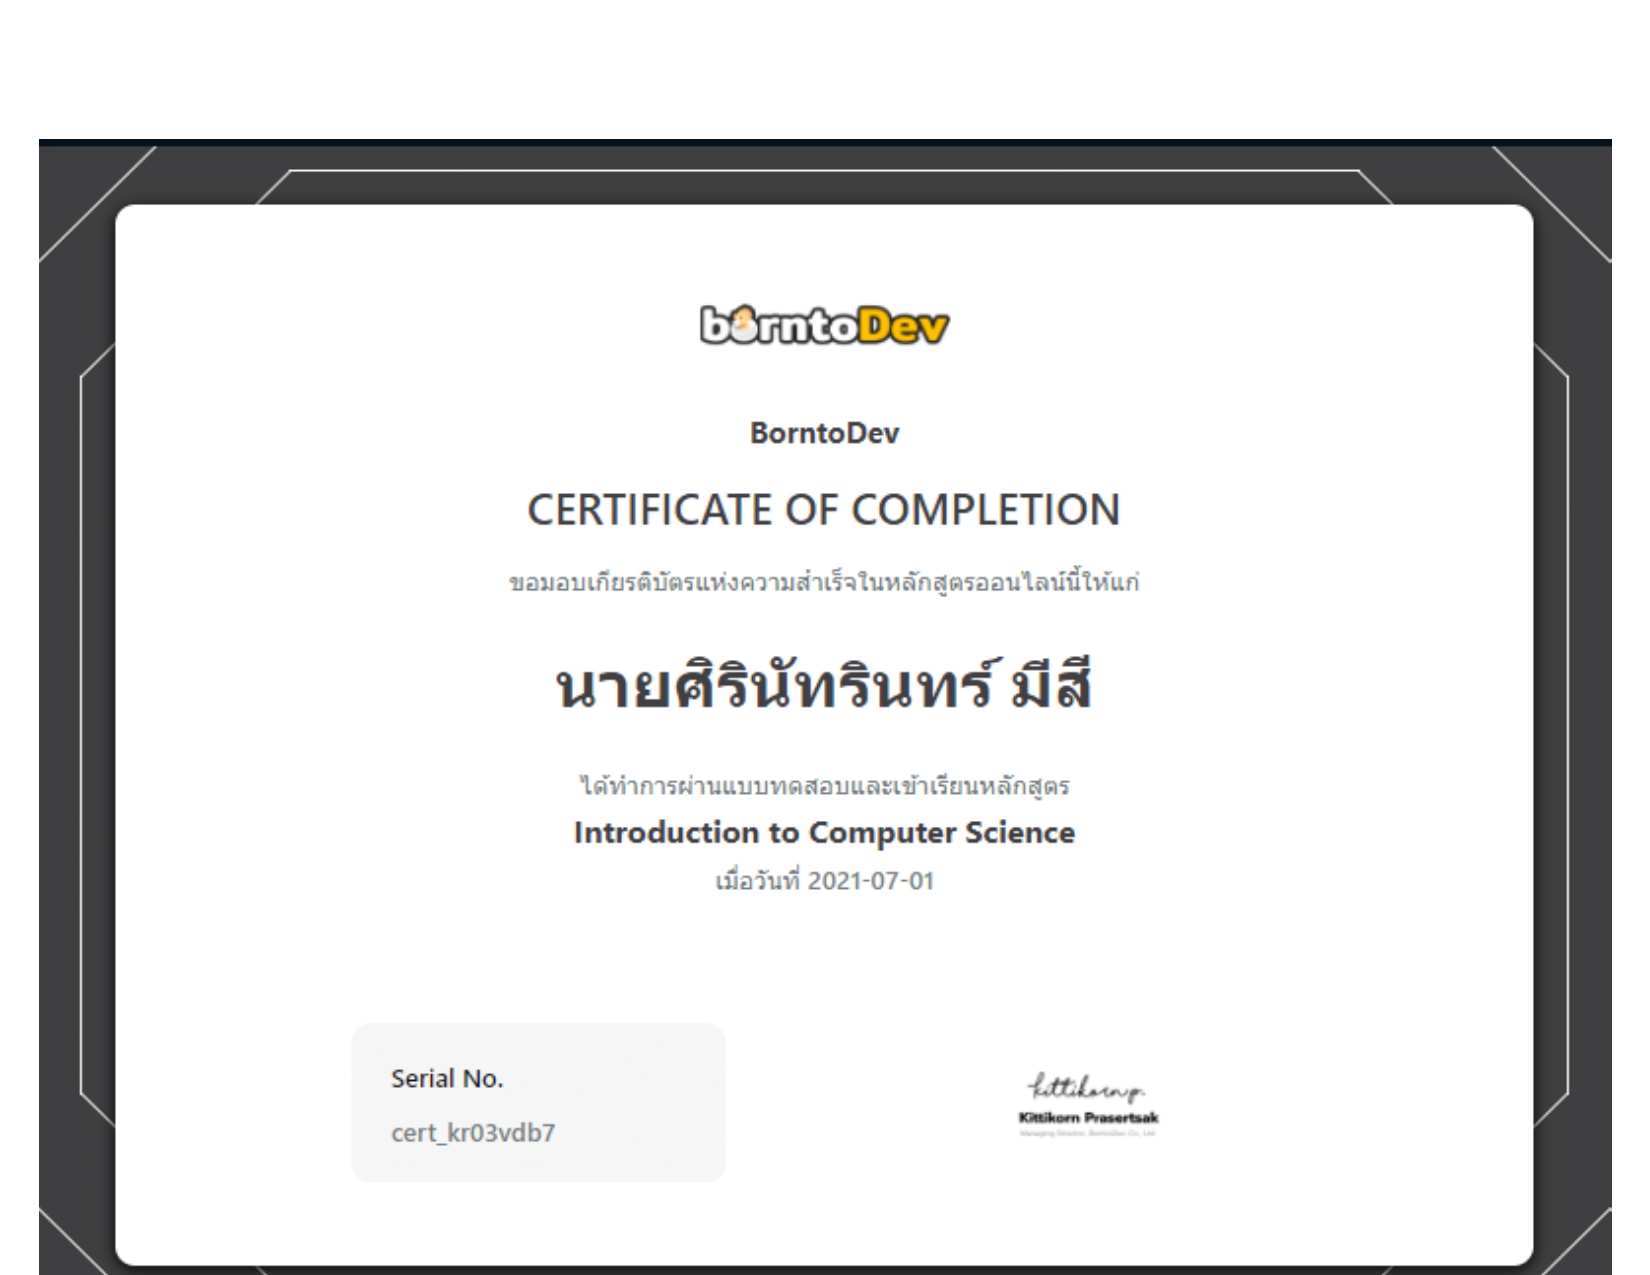 borntoDev
BorntoDev
CERTIFICATE OF COMPLETION
ขอมอบเกียรติบัตรแห่งความสำเร็จในหลักสูตรออนไลน์นี้ให้แก่
นายศิรินัทรินทร์ มีสี
ได้ทำการผ่านแบบทดสอบและเข้าเรียนหลักสูตร
Introduction to Computer Science
เมื่อวันที่ 2021-07-01
Serial No.
cert_kr03vdb7
kittikorn p.
Kittikorn Prasertsak
Managing Director, BorntoDev Co., Ltd.